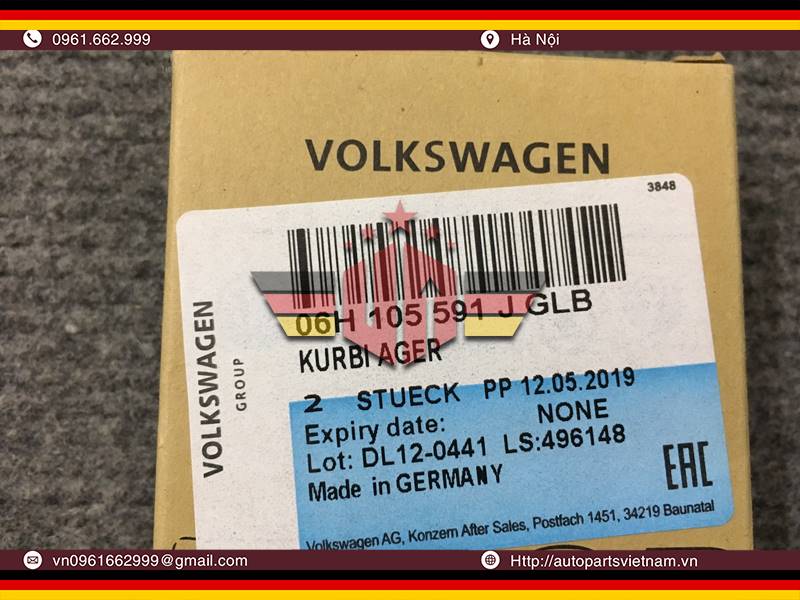 0961.662.999
Hà Nội
VOLKSWAGEN
3848
06H 105 591 J GLB
KURBLAGER
2 STUECK PP 12.05.2019
Expiry date: NONE
Lot: DL12-0441 LS:496148
Made in GERMANY
EAC
Volkswagen AG, Konzern After Sales, Postfach 1451, 34219 Baunatal
VOLKSWAGEN
GROUP
vn0961662999@gmail.com
Http://autopartsvietnam.vn